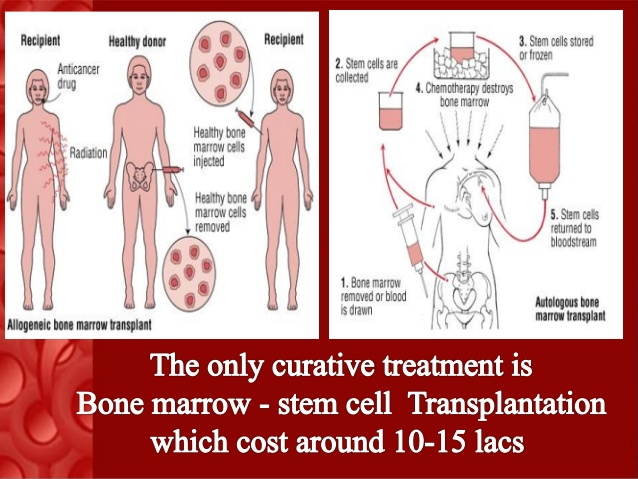 Recipient
Healthy donor
Recipient
Anticancer
drug
Radiation
Healthy bone
marrow cells
injected
Healthy bone
marrow cells
removed
Allogeneic bone marrow transplant
2. Stem cells are
collected
3. Stem cells stored
or frozen
4. Chemotherapy destroys
bone marrow
5. Stem cells
returned to
bloodstream
1. Bone marrow
removed or blood
is drawn
Autologous bone
marrow transplant
The only curative treatment is
Bone marrow - stem cell Transplantation
which cost around 10-15 lacs